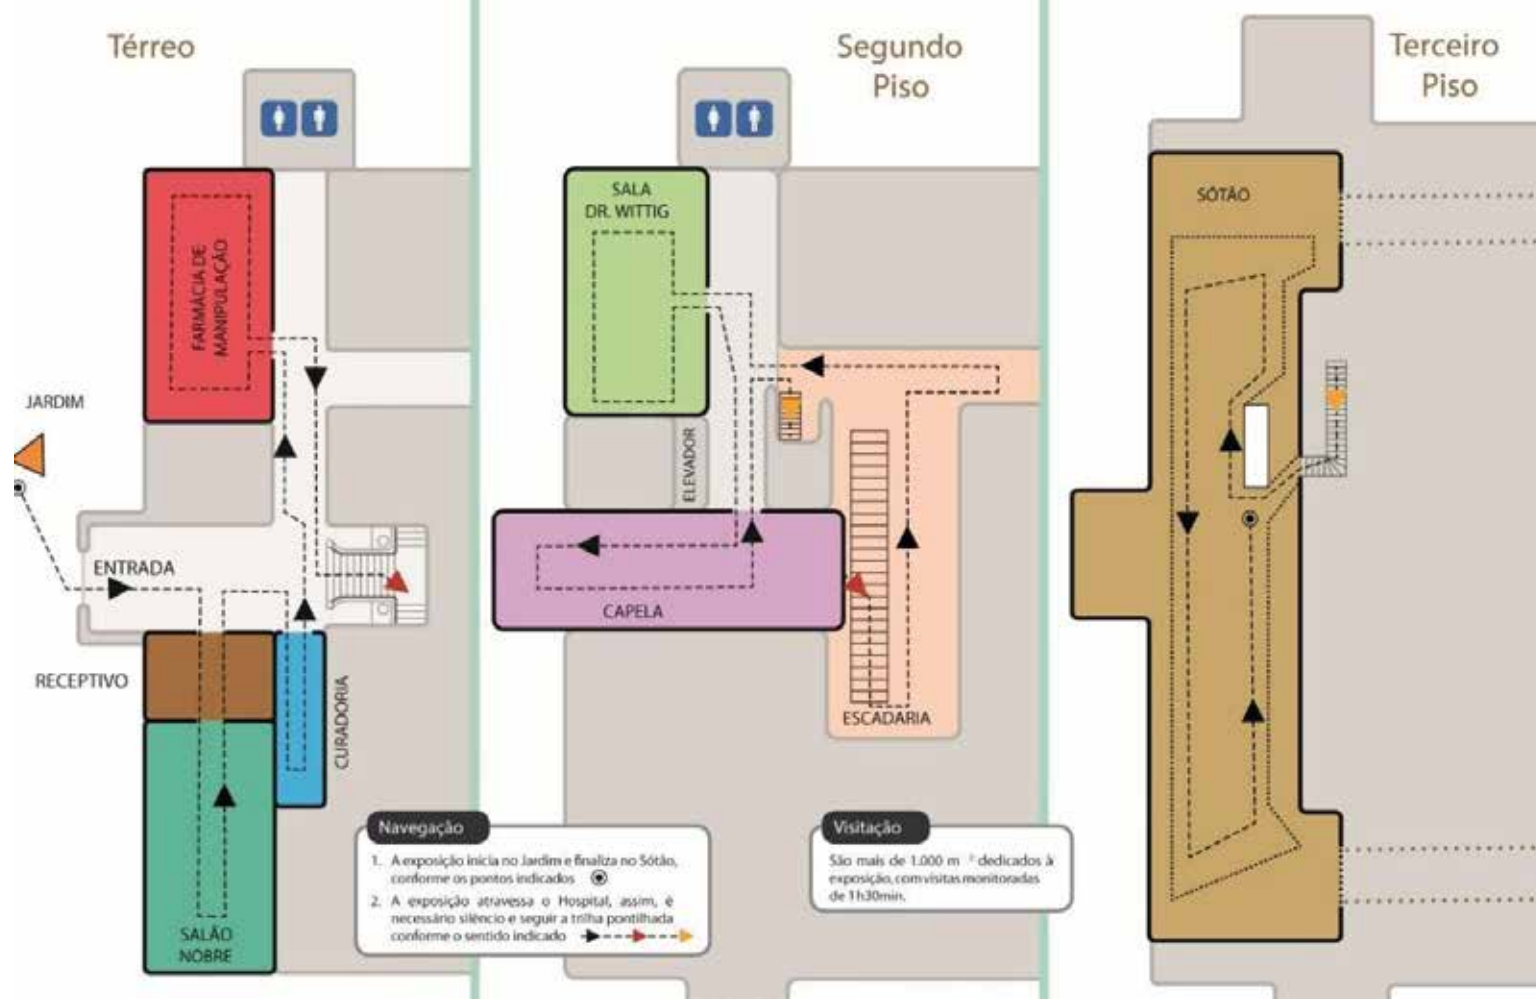 Térreo
FARMÁCIA DE
MANIPULAÇÃO
JARDIM
ENTRADA
RECEPTIVO
CURADORIA
SALÃO
NOBRE
Segundo
Piso
SALA
DR. WITTIG
ELEVADOR
CAPELA
ESCADARIA
Terceiro
Piso
SÓTÃO
Navegação
1. A exposição inicia no Jardim e finaliza no Sótão,
conforme os pontos indicados
2. A exposição atravessa o Hospital, assim, é
necessário silêncio e seguir a trilha pontilhada
conforme o sentido indicado
Visitação
São mais de 1.000 m ² dedicados à
exposição, com visitas monitoradas
de 1h30min.